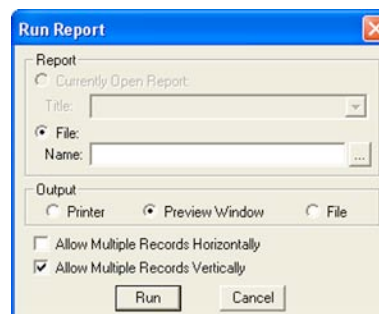 Run Report
Report
Currently Open Report:
Title:
File:
Name:
...
Output
Printer Preview Window File
Allow Multiple Records Horizontally
Allow Multiple Records Vertically
Run Cancel